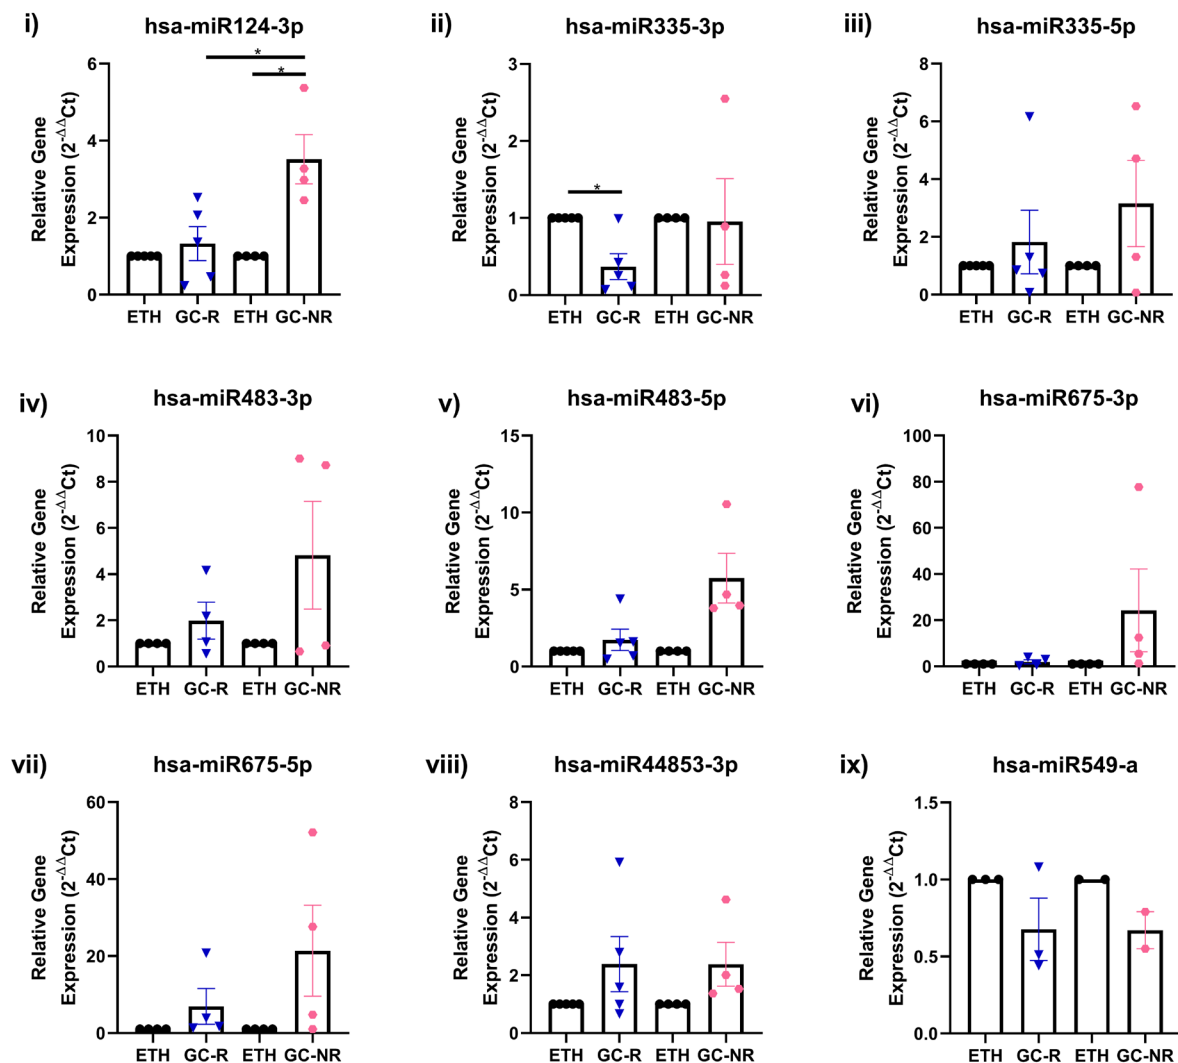 i)
hsa-miR124-3p
Relative Gene
Expression (2^-ΔΔCt)
6
4
2
0
*
*
ETH GC-R ETH GC-NR
ii)
hsa-miR335-3p
Relative Gene
Expression (2^-ΔΔCt)
3
2
1
0
*
ETH GC-R ETH GC-NR
iii)
hsa-miR335-5p
Relative Gene
Expression (2^-ΔΔCt)
8
6
4
2
0
ETH GC-R ETH GC-NR
iv)
hsa-miR483-3p
Relative Gene
Expression (2^-ΔΔCt)
10
8
6
4
2
0
ETH GC-R ETH GC-NR
v)
hsa-miR483-5p
Relative Gene
Expression (2^-ΔΔCt)
15
10
5
0
ETH GC-R ETH GC-NR
vi)
hsa-miR675-3p
Relative Gene
Expression (2^-ΔΔCt)
100
80
60
40
20
0
ETH GC-R ETH GC-NR
vii)
hsa-miR675-5p
Relative Gene
Expression (2^-ΔΔCt)
60
40
20
0
ETH GC-R ETH GC-NR
viii)
hsa-miR44853-3p
Relative Gene
Expression (2^-ΔΔCt)
8
6
4
2
0
ETH GC-R ETH GC-NR
ix)
hsa-miR549-a
Relative Gene
Expression (2^-ΔΔCt)
1.5
1.0
0.5
0.0
ETH GC-R ETH GC-NR